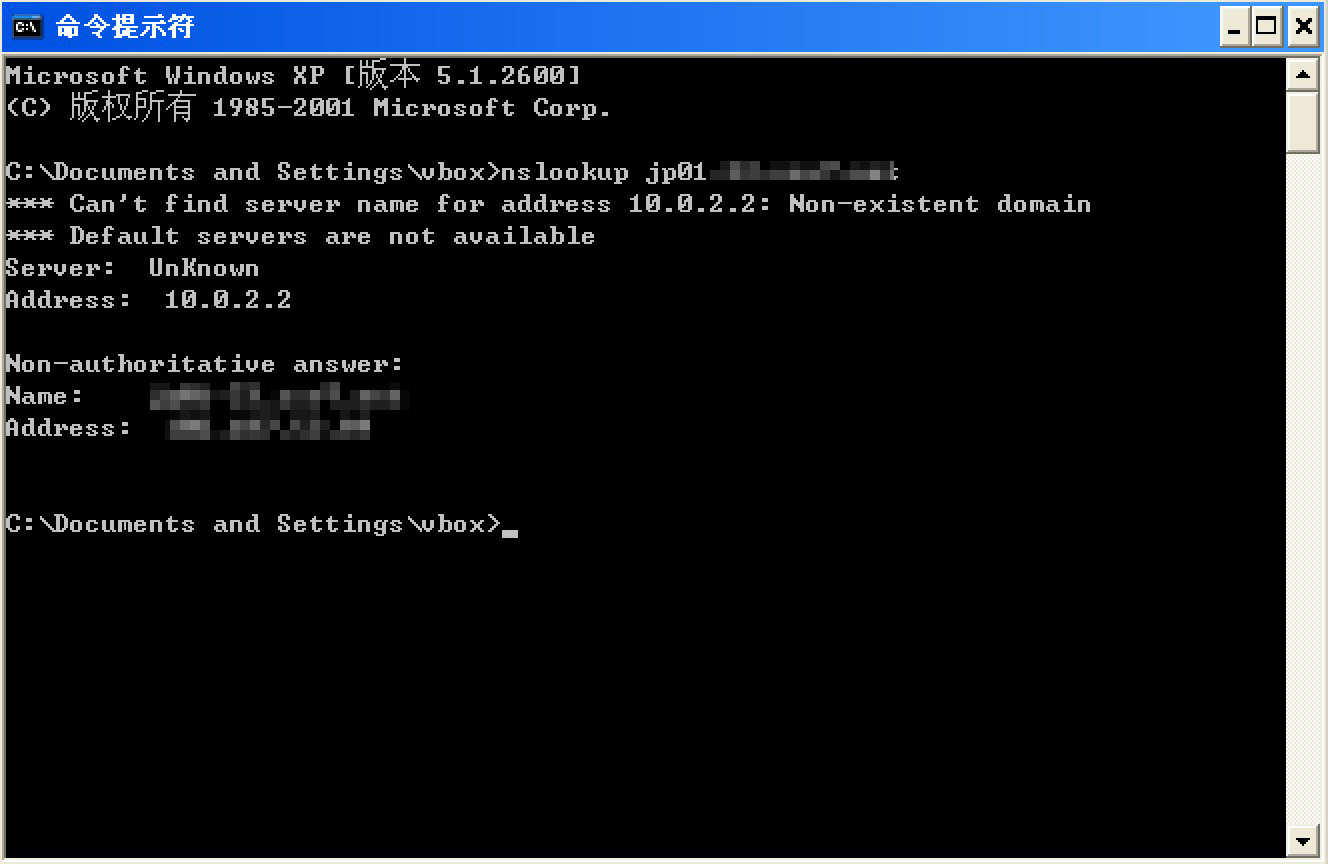 命令提示符
Microsoft Windows XP [版本 5.1.2600]
(C) 版权所有 1985-2001 Microsoft Corp.
C:\Documents and Settings\vbox>nslookup jp01
*** Can't find server name for address 10.0.2.2: Non-existent domain
*** Default servers are not available
Server:  UnKnown
Address:  10.0.2.2
Non-authoritative answer:
Name:
Address:
C:\Documents and Settings\vbox>